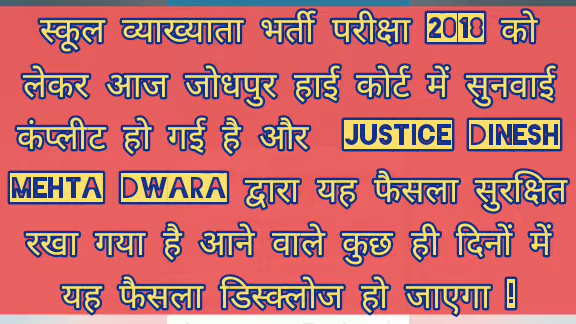 स्कूल व्याख्याता भर्ती परीक्षा 2018 को
लेकर आज जोधपुर हाई कोर्ट में सुनवाई
कंप्लीट हो गई है और JUSTICE DINESH
MEHTA DWARA द्वारा यह फैसला सुरक्षित
रखा गया है आने वाले कुछ ही दिनों में
यह फैसला डिस्क्लोज हो जाएगा !